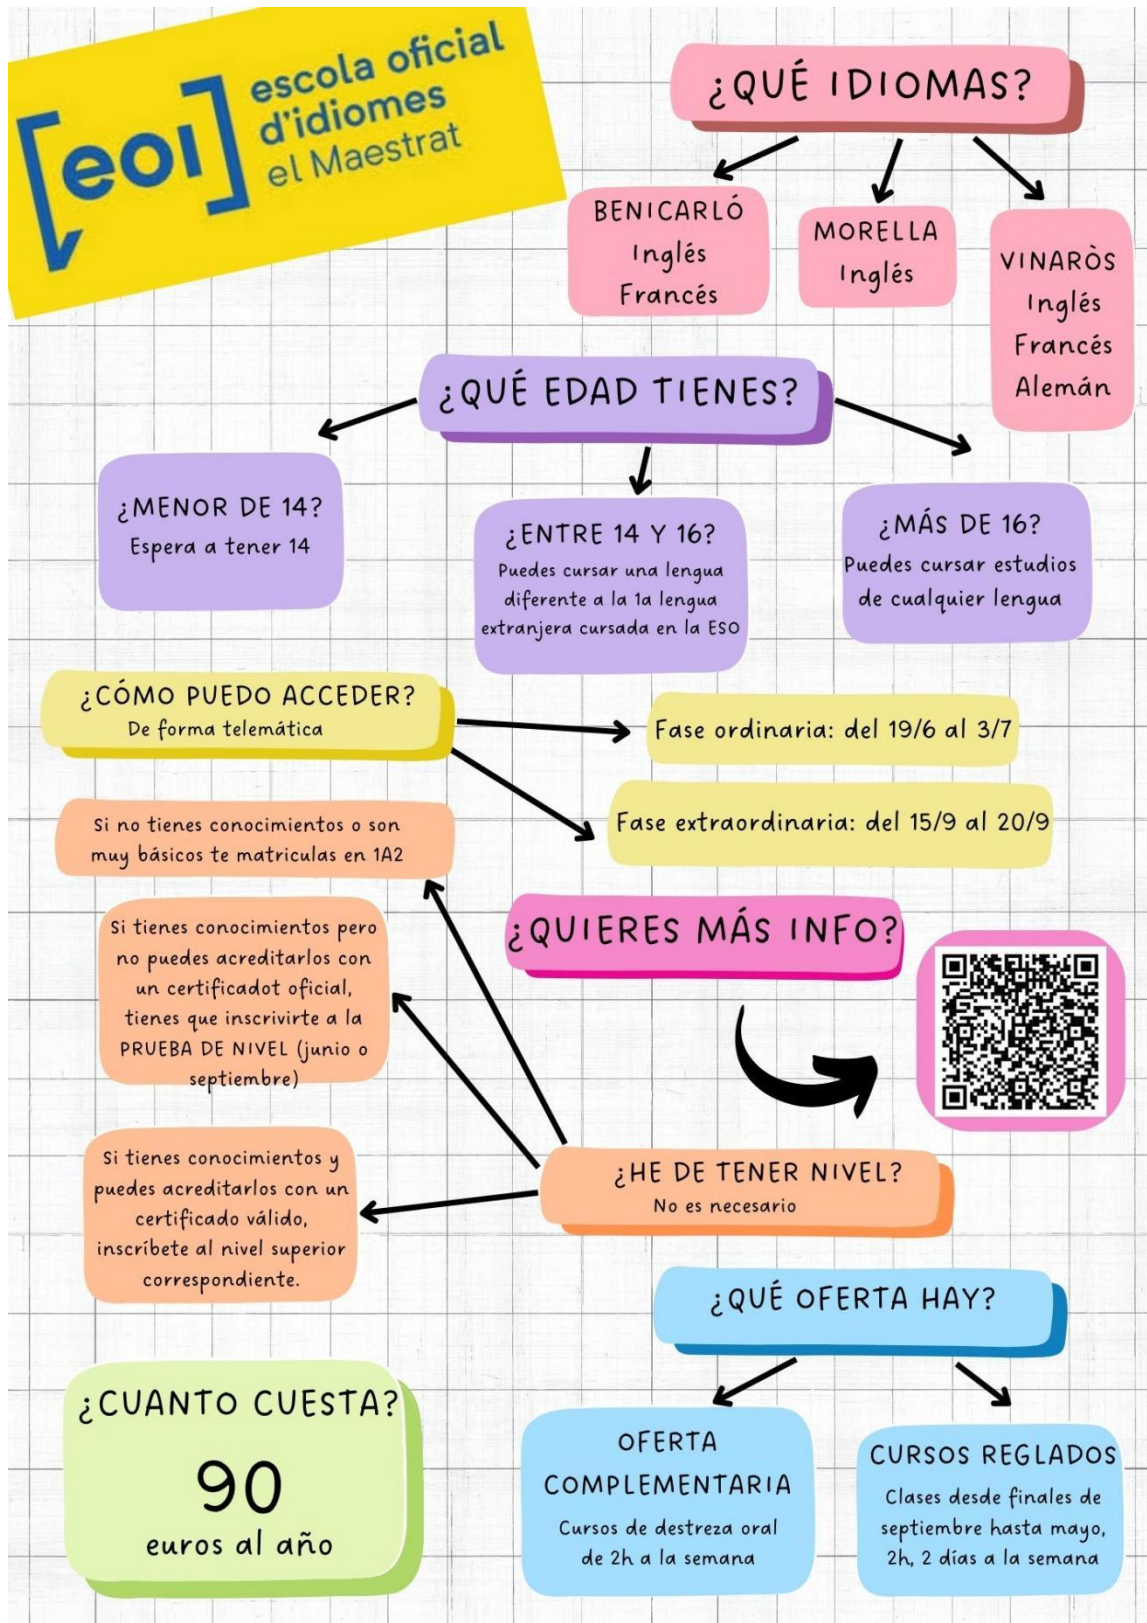 [eoi]
escola oficial
d'idiomes
el Maestrat
¿QUÉ IDIOMAS?
BENICARLÓ
Inglés
Francés
MORELLA
Inglés
VINARÒS
Inglés
Francés
Alemán
¿QUÉ EDAD TIENES?
¿MENOR DE 14?
Espera a tener 14
¿ENTRE 14 Y 16?
Puedes cursar una lengua
diferente a la 1a lengua
extranjera cursada en la ESO
¿MÁS DE 16?
Puedes cursar estudios
de cualquier lengua
¿CÓMO PUEDO ACCEDER?
De forma telemática
Fase ordinaria: del 19/6 al 3/7
Fase extraordinaria: del 15/9 al 20/9
Si no tienes conocimientos o son
muy básicos te matriculas en 1A2
Si tienes conocimientos pero
no puedes acreditarlos con
un certificadot oficial,
tienes que inscrivirte a la
PRUEBA DE NIVEL (junio o
septiembre)
Si tienes conocimientos y
puedes acreditarlos con un
certificado válido,
inscríbete al nivel superior
correspondiente.
¿QUIERES MÁS INFO?
¿HE DE TENER NIVEL?
No es necesario
¿QUÉ OFERTA HAY?
OFERTA
COMPLEMENTARIA
Cursos de destreza oral
de 2h a la semana
CURSOS REGLADOS
Clases desde finales de
septiembre hasta mayo,
2h, 2 días a la semana
¿CUANTO CUESTA?
90
euros al año